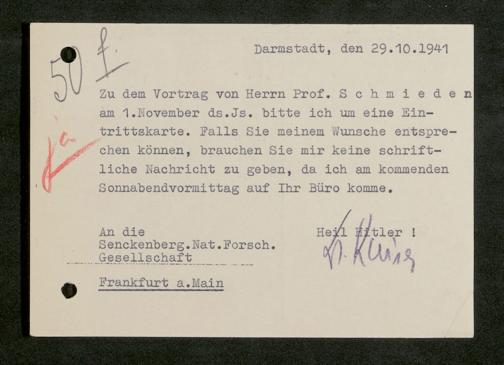 50 f.
ja
Darmstadt, den 29.10.1941
Zu dem Vortrag von Herrn Prof. S c h m i e d e n
am 1.November ds.Js. bitte ich um eine Ein-
trittskarte. Falls Sie meinem Wunsche entspre-
chen können, brauchen Sie mir keine schrift-
liche Nachricht zu geben, da ich am kommenden
Sonnabendvormittag auf Ihr Büro komme.
An die
Senckenberg.Nat.Forsch.
Gesellschaft
Frankfurt a.Main
Heil Hitler !